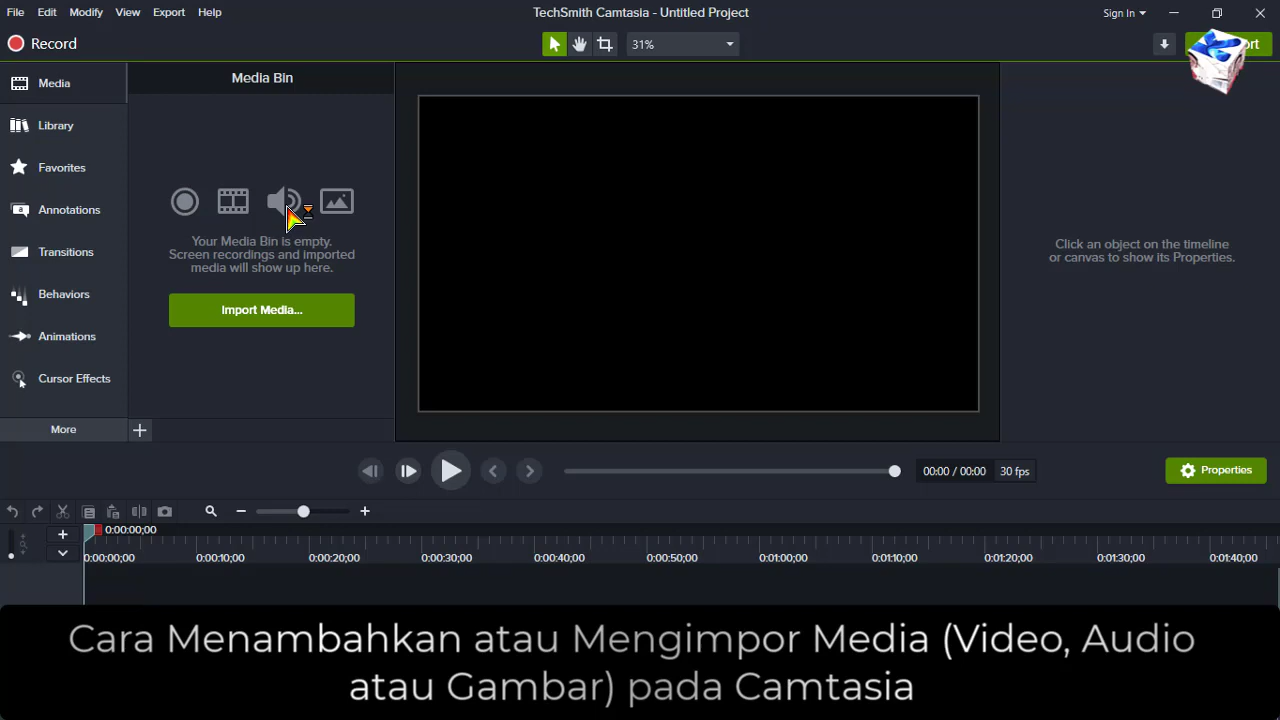 File Edit Modify View Export Help
TechSmith Camtasia - Untitled Project
Sign In
Record
31%
Media
Library
Favorites
Annotations
Transitions
Behaviors
Animations
Cursor Effects
More
Media Bin
Your Media Bin is empty.
Screen recordings and imported
media will show up here.
Import Media...
Click an object on the timeline
or canvas to show its Properties.
00:00 / 00:00 30 fps
Properties
0:00:00;00
0:00:00;00 0:00:10;00 0:00:20;00 0:00:30;00 0:00:40;00 0:00:50;00 0:01:00;00 0:01:10;00 0:01:20;00 0:01:30;00 0:01:40;00
Cara Menambahkan atau Mengimpor Media (Video, Audio
atau Gambar) pada Camtasia